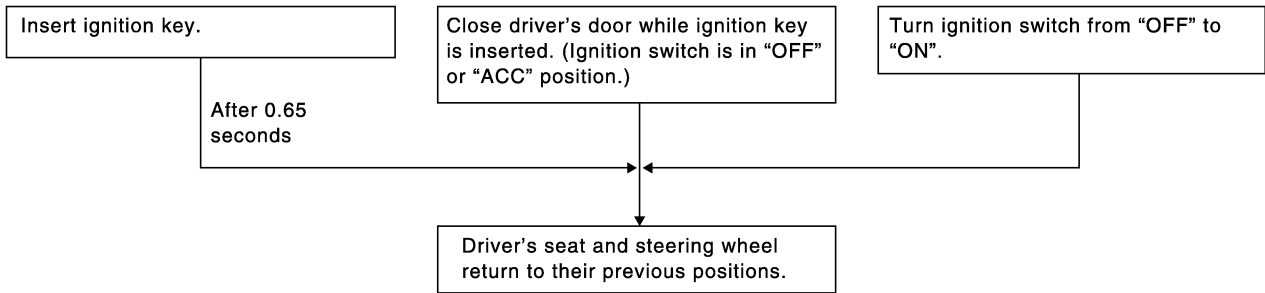 Insert ignition key.
Close driver’s door while ignition key
is inserted. (Ignition switch is in “OFF”
or “ACC” position.)
Turn ignition switch from “OFF” to
“ON”.
After 0.65
seconds
Driver’s seat and steering wheel
return to their previous positions.